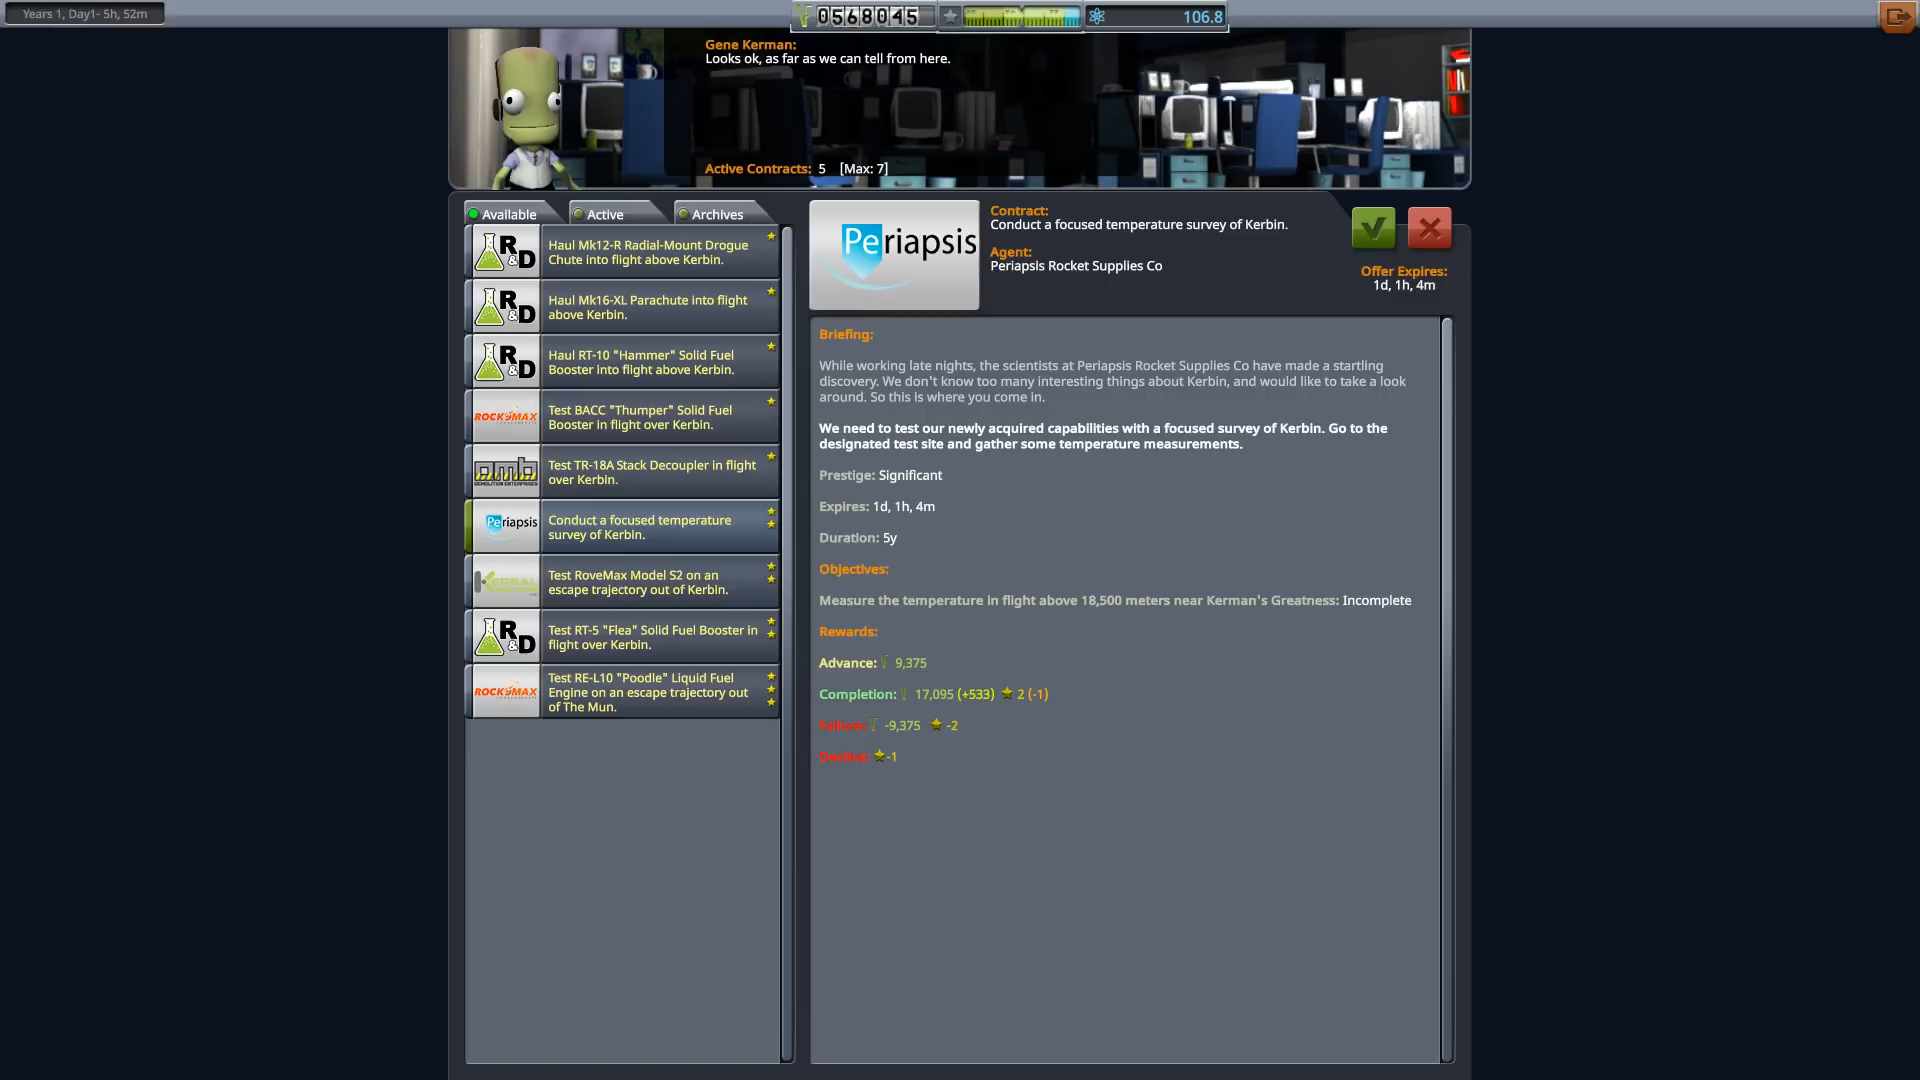 Years 1, Day1- 5h, 52m
0568045
106.8
Gene Kerman:
Looks ok, as far as we can tell from here.
Active Contracts: 5 [Max: 7]
Available
Active
Archives
R&D
Haul Mk12-R Radial-Mount Drogue
Chute into flight above Kerbin.
R&D
Haul Mk16-XL Parachute into flight
above Kerbin.
R&D
Haul RT-10 "Hammer" Solid Fuel
Booster into flight above Kerbin.
ROCKOMAX
Test BACC "Thumper" Solid Fuel
Booster in flight over Kerbin.
OMB
DEMOLITION ENTERPRISES
Test TR-18A Stack Decoupler in flight
over Kerbin.
Periapsis
Conduct a focused temperature
survey of Kerbin.
Test RoveMax Model S2 on an
escape trajectory out of Kerbin.
R&D
Test RT-5 "Flea" Solid Fuel Booster in
flight over Kerbin.
ROCKOMAX
Test RE-L10 "Poodle" Liquid Fuel
Engine on an escape trajectory out
of The Mun.
Periapsis
Contract:
Conduct a focused temperature survey of Kerbin.
Agent:
Periapsis Rocket Supplies Co
Offer Expires:
1d, 1h, 4m
Briefing:
While working late nights, the scientists at Periapsis Rocket Supplies Co have made a startling
discovery. We don't know too many interesting things about Kerbin, and would like to take a look
around. So this is where you come in.
We need to test our newly acquired capabilities with a focused survey of Kerbin. Go to the
designated test site and gather some temperature measurements.
Prestige: Significant
Expires: 1d, 1h, 4m
Duration: 5y
Objectives:
Measure the temperature in flight above 18,500 meters near Kerman's Greatness: Incomplete
Rewards:
Advance: 9,375
Completion: 17,095 (+533) 2 (-1)
Failure: -9,375 -2
Decline: -1